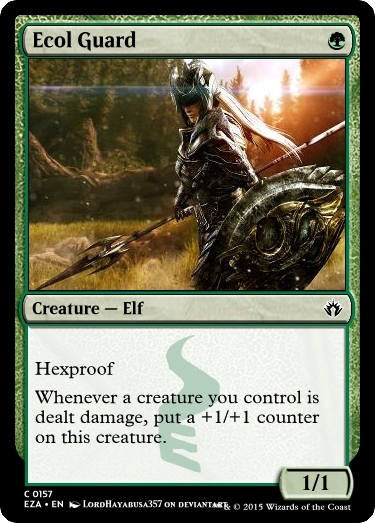 Ecol Guard
Creature — Elf
Hexproof
Whenever a creature you control is
dealt damage, put a +1/+1 counter
on this creature.
1/1
C 0157
EZA • EN LordHayabusa357 on deviantart & © 2015 Wizards of the Coast